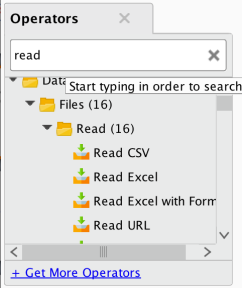 Operators
read
Data
Start typing in order to search
Files (16)
Read (16)
Read CSV
Read Excel
Read Excel with Form
Read URL
+ Get More Operators